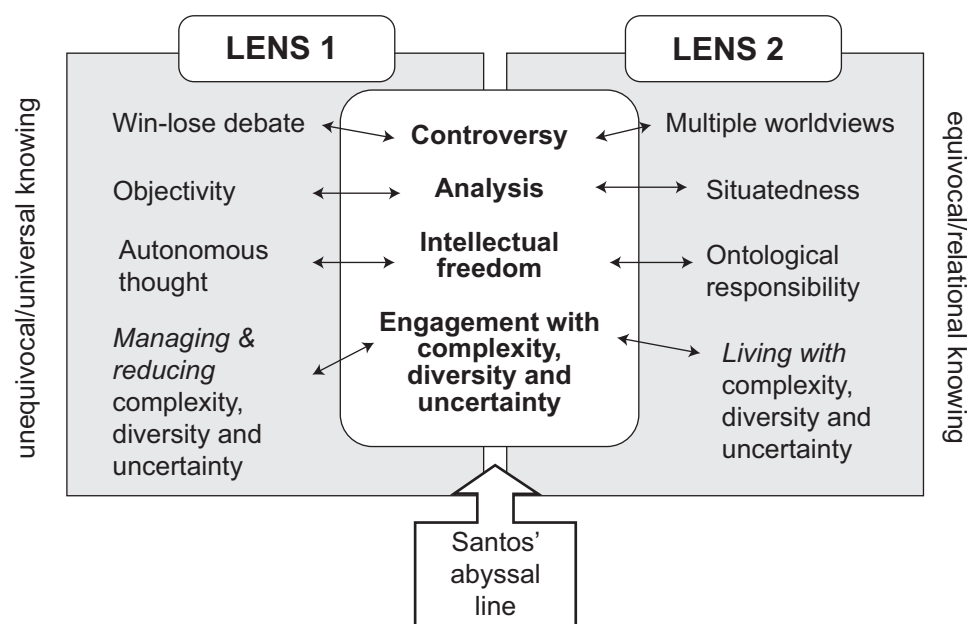 LENS 1
LENS 2
unequivocal/universal knowing
Win-lose debate
Objectivity
Autonomous
thought
Managing &
reducing
complexity,
diversity and
uncertainty
Controversy
Analysis
Intellectual
freedom
Engagement with
complexity,
diversity and
uncertainty
Multiple worldviews
Situatedness
Ontological
responsibility
Living with
complexity,
diversity and
uncertainty
equivocal/relational knowing
Santos’
abyssal
line